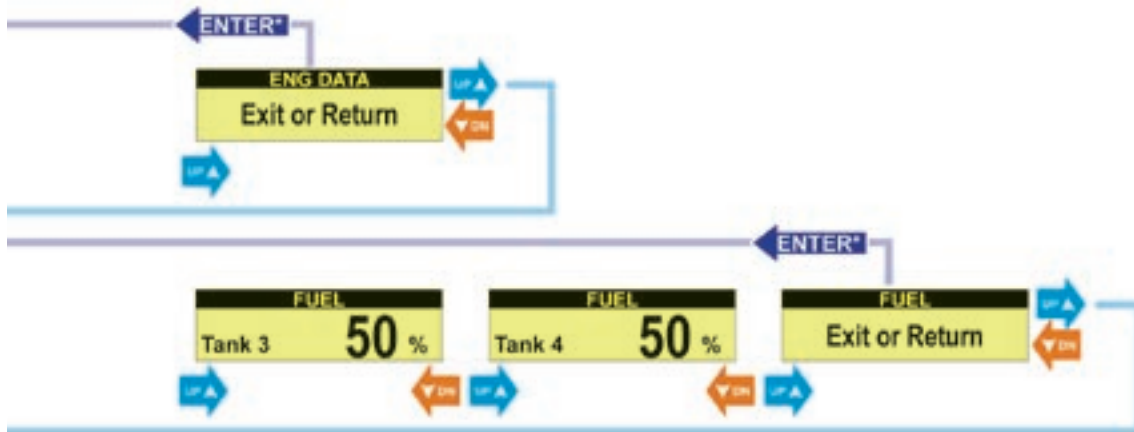 ENTER*
ENG DATA
UP ▲
Exit or Return
▼ DN
UP ▲
ENTER*
FUEL
FUEL
FUEL
UP ▲
Tank 3 50 %
Tank 4 50 %
Exit or Return
▼ DN
UP ▲
▼ DN
UP ▲
▼ DN
UP ▲